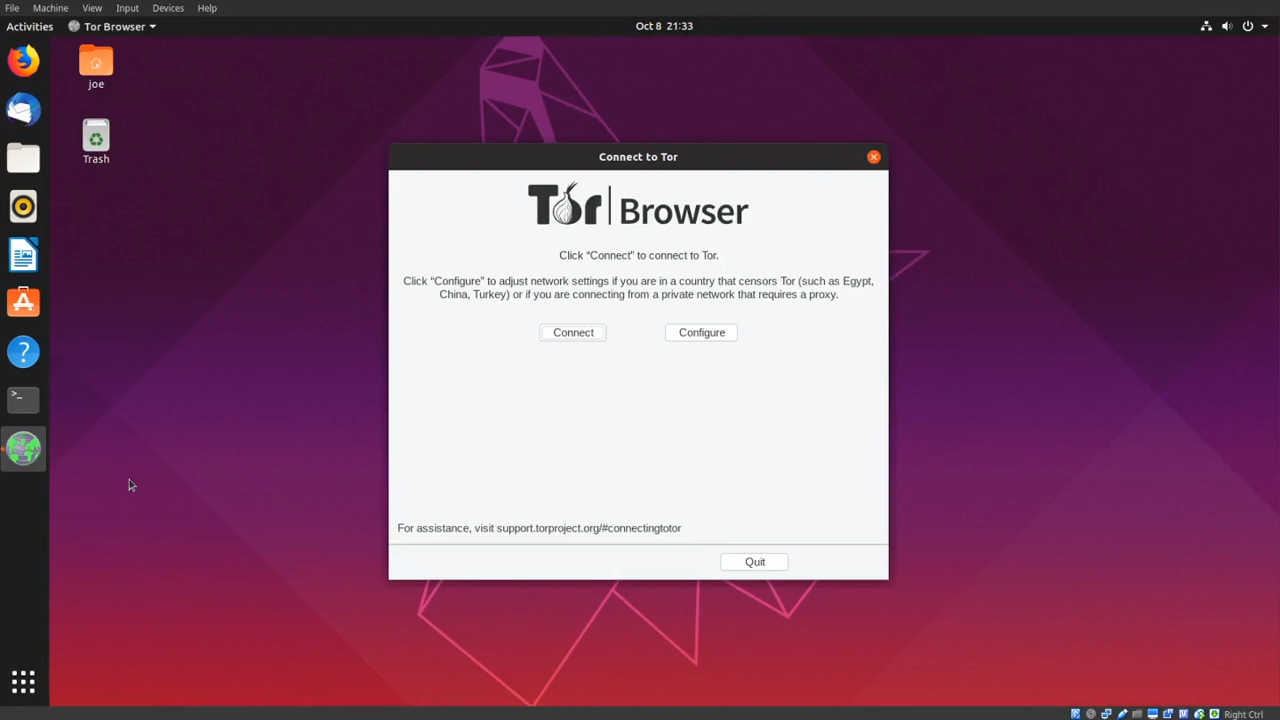 File Machine View Input Devices Help
Activities Tor Browser Oct 8 21:33
joe
Trash
Connect to Tor
Tor Browser
Click “Connect” to connect to Tor.
Click “Configure” to adjust network settings if you are in a country that censors Tor (such as Egypt,
China, Turkey) or if you are connecting from a private network that requires a proxy.
Connect Configure
For assistance, visit support.torproject.org/#connectingtotor
Quit
Right Ctrl